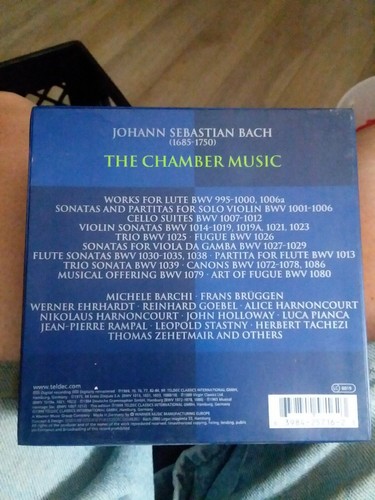 JOHANN SEBASTIAN BACH
(1685-1750)
THE CHAMBER MUSIC
WORKS FOR LUTE BWV 995-1000, 1006a
SONATAS AND PARTITAS FOR SOLO VIOLIN BWV 1001-1006
CELLO SUITES BWV 1007-1012
VIOLIN SONATAS BWV 1014-1019, 1019A, 1021, 1023
TRIO BWV 1025 · FUGUE BWV 1026
SONATAS FOR VIOLA DA GAMBA BWV 1027-1029
FLUTE SONATAS BWV 1030-1035, 1038 · PARTITA FOR FLUTE BWV 1013
TRIO SONATA BWV 1039 · CANONS BWV 1072-1078, 1086
MUSICAL OFFERING BWV 1079 · ART OF FUGUE BWV 1080
MICHELE BARCHI · FRANS BRÜGGEN
WERNER EHRHARDT · REINHARD GOEBEL · ALICE HARNONCOURT
NIKOLAUS HARNONCOURT · JOHN HOLLOWAY · LUCA PIANCA
JEAN-PIERRE RAMPAL · LEOPOLD STASTNY · HERBERT TACHEZI
THOMAS ZEHETMAIR AND OTHERS
www.teldec.com